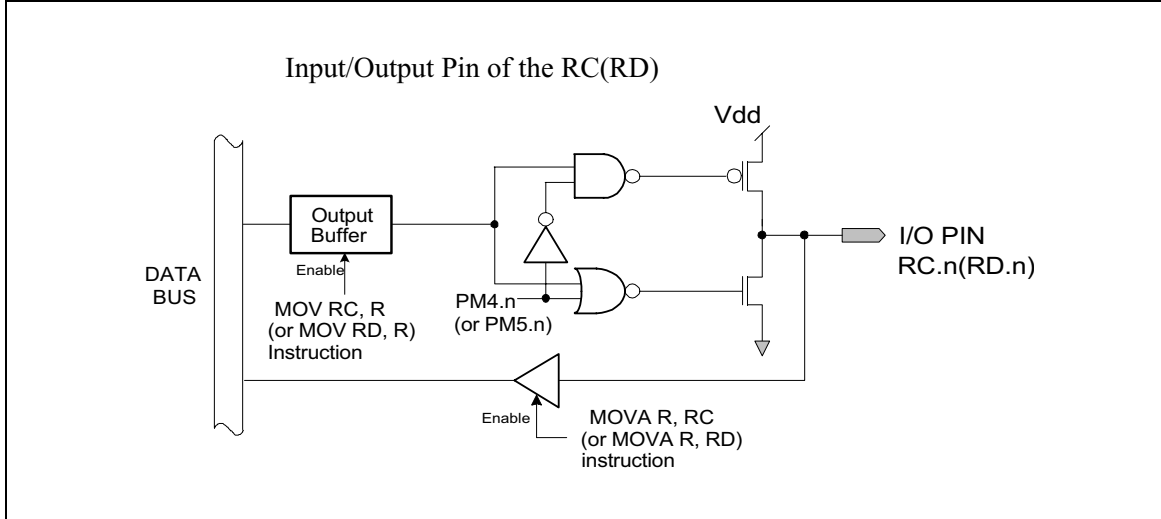 Input/Output Pin of the RC(RD)
Vdd
Output
Buffer
Enable
DATA
BUS
MOV RC, R
(or MOV RD, R)
Instruction
PM4.n
(or PM5.n)
I/O PIN
RC.n(RD.n)
Enable
MOVA R, RC
(or MOVA R, RD)
instruction